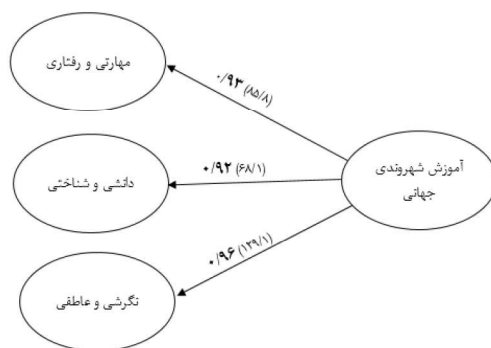 مهارتی و رفتاری
۰/۹۳ (۸۵/۸)
آموزش شهروندی
جهانی
۰/۹۲ (۶۸/۱)
دانشی و شناختی
۰/۹۶ (۱۲۹/۱)
نگرشی و عاطفی